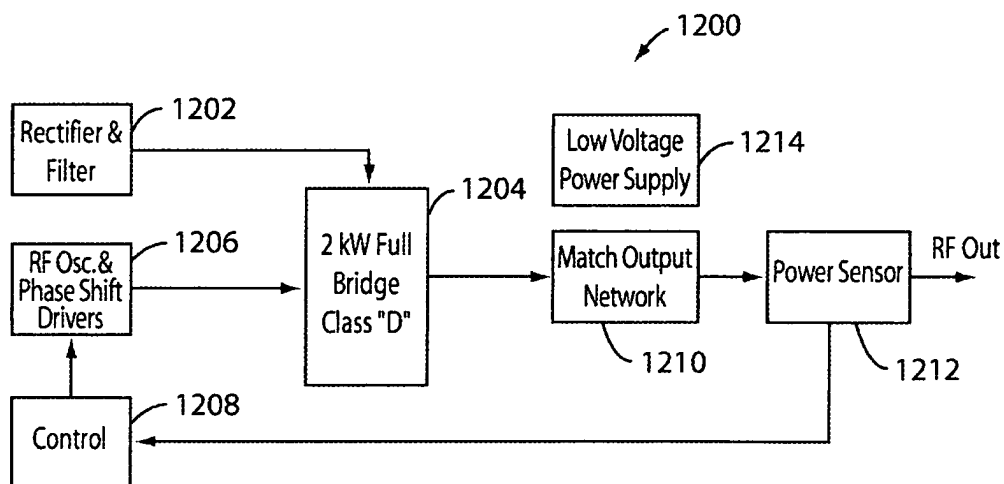 1200
Rectifier &
Filter
1202
Low Voltage
Power Supply
1214
1204
2 kW Full
Bridge
Class "D"
1206
RF Osc.&
Phase Shift
Drivers
Match Output
Network
1210
Power Sensor
1212
RF Out
1208
Control